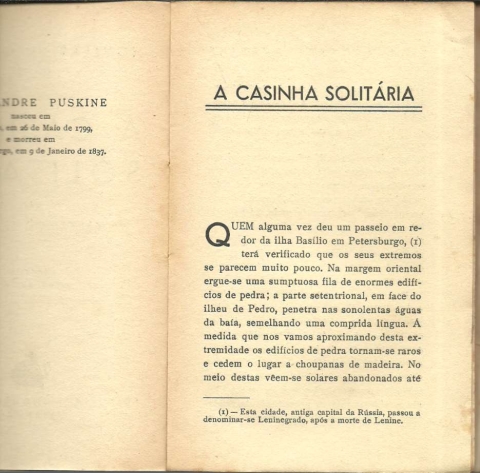 NDRE PUSKINE
nasceu em
, em 26 de Maio de 1799,
e morreu em
rgo, em 9 de Janeiro de 1837.
A CASINHA SOLITÁRIA
QUEM alguma vez deu um passeio em re-
dor da ilha Basílio em Petersburgo, (1)
terá verificado que os seus extremos
se parecem muito pouco. Na margem oriental
ergue-se uma sumptuosa fila de enormes edifí-
cios de pedra; a parte setentrional, em face do
ilheu de Pedro, penetra nas sonolentas águas
da baía, semelhando uma comprida língua. À
medida que nos vamos aproximando desta ex-
tremidade os edifícios de pedra tornam-se raros
e cedem o lugar a choupanas de madeira. No
meio destas vêem-se solares abandonados até
(1) — Esta cidade, antiga capital da Rússia, passou a
denominar-se Leninegrado, após a morte de Lenine.